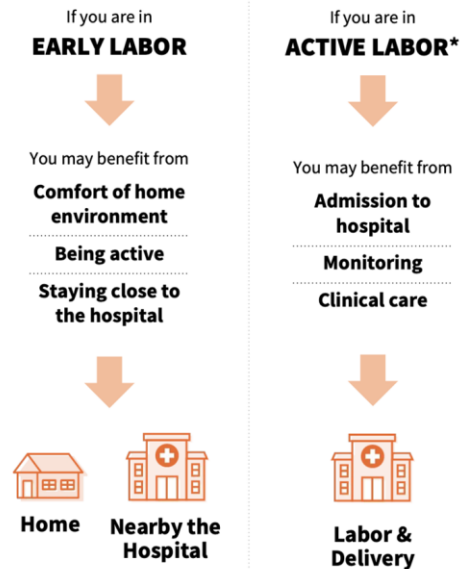 If you are in
EARLY LABOR
You may benefit from
Comfort of home
environment
Being active
Staying close to
the hospital
Home
Nearby the
Hospital
If you are in
ACTIVE LABOR*
You may benefit from
Admission to
hospital
Monitoring
Clinical care
Labor &
Delivery